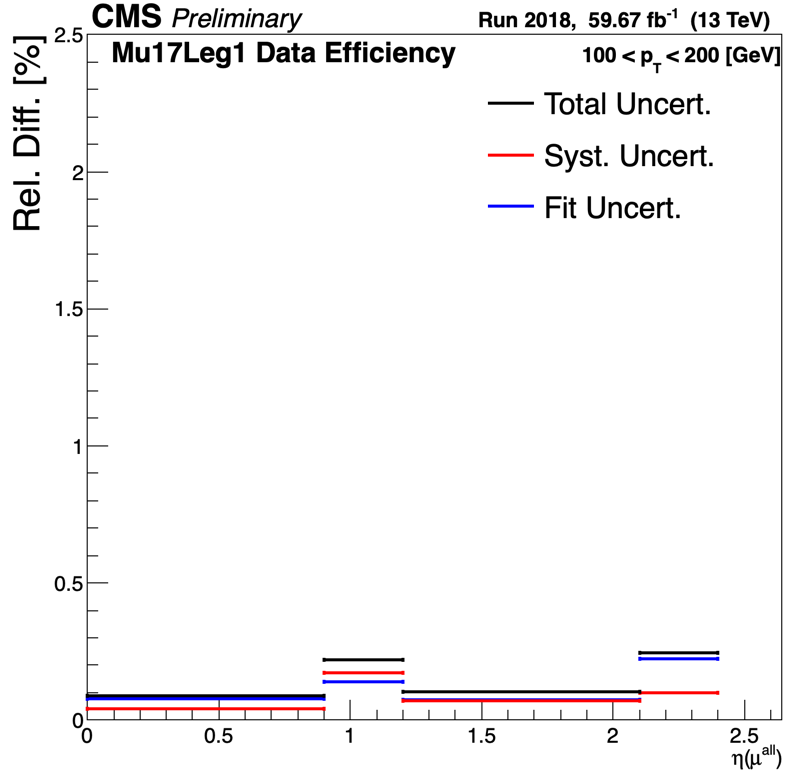 CMS Preliminary
Run 2018, 59.67 fb⁻¹ (13 TeV)
Mu17Leg1 Data Efficiency
100 < p_T < 200 [GeV]
Total Uncert.
Syst. Uncert.
Fit Uncert.
Rel. Diff. [%]
2.5
2
1.5
1
0.5
0
0 0.5 1 1.5 2 2.5
η(μ^all)